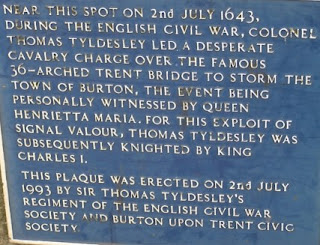 NEAR THIS SPOT ON 2nd JULY 1643,
DURING THE ENGLISH CIVIL WAR, COLONEL
THOMAS TYLDESLEY LED A DESPERATE
CAVALRY CHARGE OVER THE FAMOUS
36-ARCHED TRENT BRIDGE TO STORM THE
TOWN OF BURTON, THE EVENT BEING
PERSONALLY WITNESSED BY QUEEN
HENRIETTA MARIA. FOR THIS EXPLOIT OF
SIGNAL VALOUR, THOMAS TYLDESLEY WAS
SUBSEQUENTLY KNIGHTED BY KING
CHARLES I.
THIS PLAQUE WAS ERECTED ON 2nd JULY
1993 BY SIR THOMAS TYLDESLEY'S
REGIMENT OF THE ENGLISH CIVIL WAR
SOCIETY AND BURTON UPON TRENT CIVIC
SOCIETY.